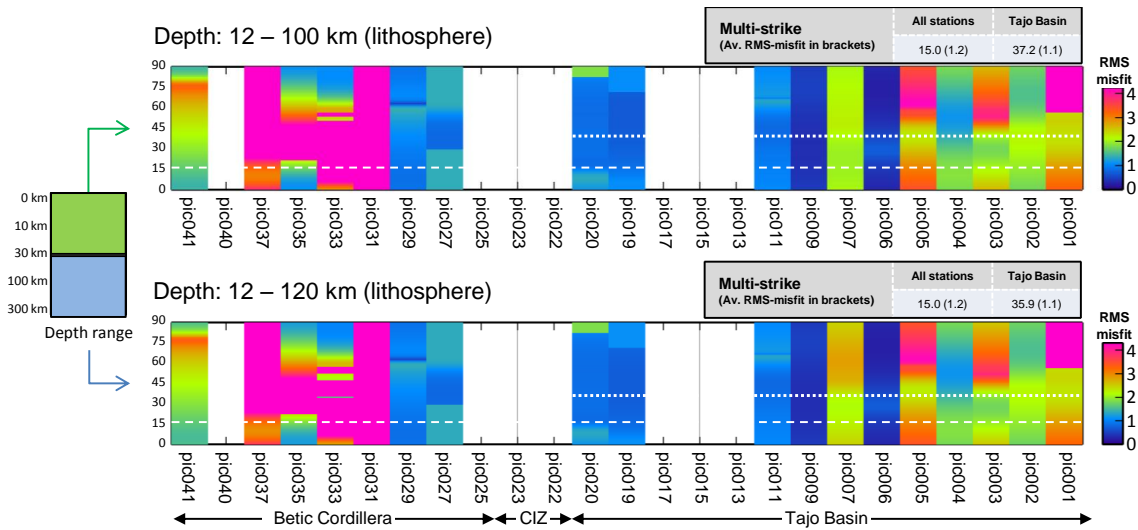 Depth: 12 – 100 km (lithosphere)
Multi-strike
(Av. RMS-misfit in brackets)
All stations
Tajo Basin
15.0 (1.2)
37.2 (1.1)
RMS
misfit
90
75
60
45
30
15
0
4
3
2
1
0
pic041
pic040
pic037
pic035
pic033
pic031
pic029
pic027
pic025
pic023
pic022
pic020
pic019
pic017
pic015
pic013
pic011
pic009
pic007
pic006
pic005
pic004
pic003
pic002
pic001
0 km
10 km
30 km
100 km
300 km
Depth range
Depth: 12 – 120 km (lithosphere)
Multi-strike
(Av. RMS-misfit in brackets)
All stations
Tajo Basin
15.0 (1.2)
35.9 (1.1)
RMS
misfit
90
75
60
45
30
15
0
4
3
2
1
0
pic041
pic040
pic037
pic035
pic033
pic031
pic029
pic027
pic025
pic023
pic022
pic020
pic019
pic017
pic015
pic013
pic011
pic009
pic007
pic006
pic005
pic004
pic003
pic002
pic001
Betic Cordillera
CIZ
Tajo Basin